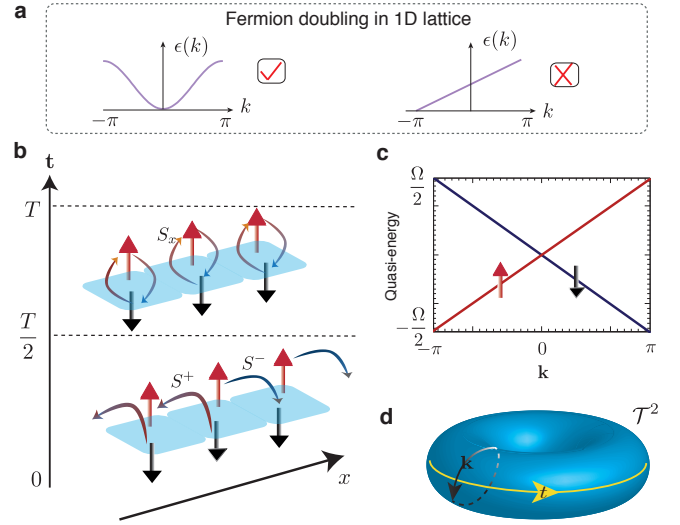 a
Fermion doubling in 1D lattice
ϵ(k)
k
−π
π
ϵ(k)
k
−π
π
b
t
T
S_x
T/2
S^+
S^−
0
x
c
Quasi-energy
Ω/2
−Ω/2
−π
0
π
k
d
𝒯^2
k
t